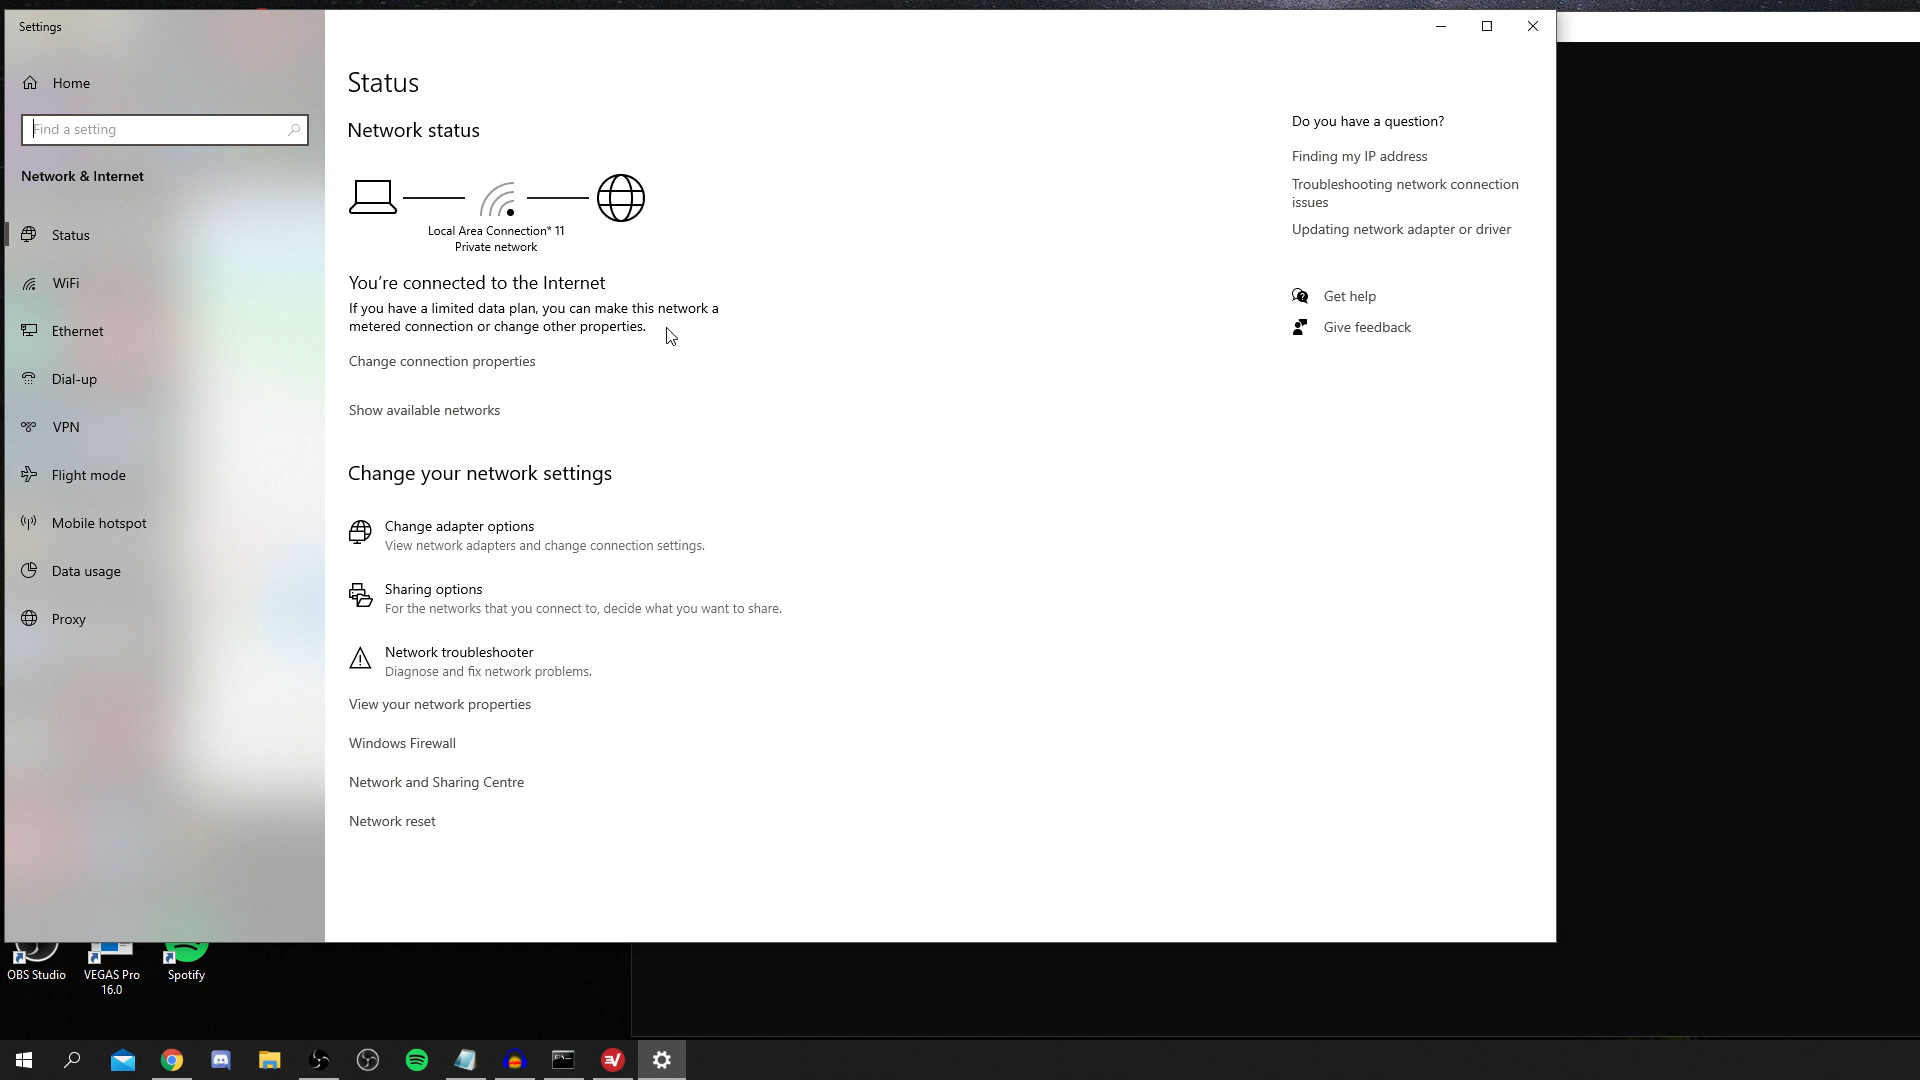 Settings
Home
Find a setting
Network & Internet
Status
WiFi
Ethernet
Dial-up
VPN
Flight mode
Mobile hotspot
Data usage
Proxy
Status
Network status
Local Area Connection* 11
Private network
You're connected to the Internet
If you have a limited data plan, you can make this network a
metered connection or change other properties.
Change connection properties
Show available networks
Change your network settings
Change adapter options
View network adapters and change connection settings.
Sharing options
For the networks that you connect to, decide what you want to share.
Network troubleshooter
Diagnose and fix network problems.
View your network properties
Windows Firewall
Network and Sharing Centre
Network reset
Do you have a question?
Finding my IP address
Troubleshooting network connection
issues
Updating network adapter or driver
Get help
Give feedback
OBS Studio
VEGAS Pro
16.0
Spotify